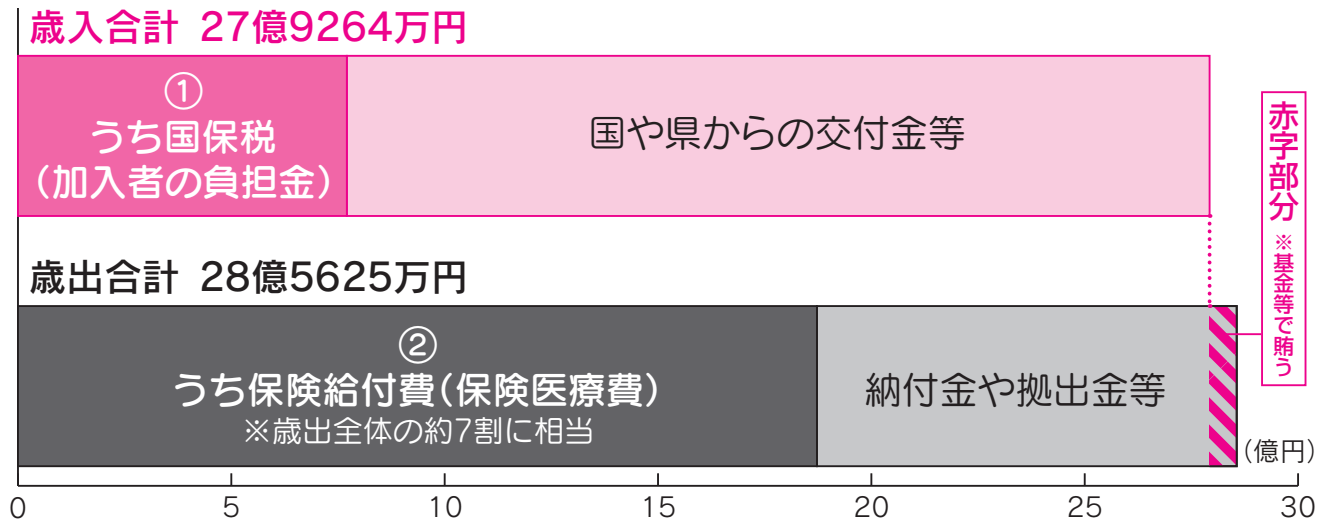 歳入合計 27億9264万円
①
うち国保税
(加入者の負担金)
国や県からの交付金等
赤字部分 ※基金等で賄う
歳出合計 28億5625万円
②
うち保険給付費(保険医療費)
※歳出全体の約7割に相当
納付金や拠出金等
(億円)
0 5 10 15 20 25 30